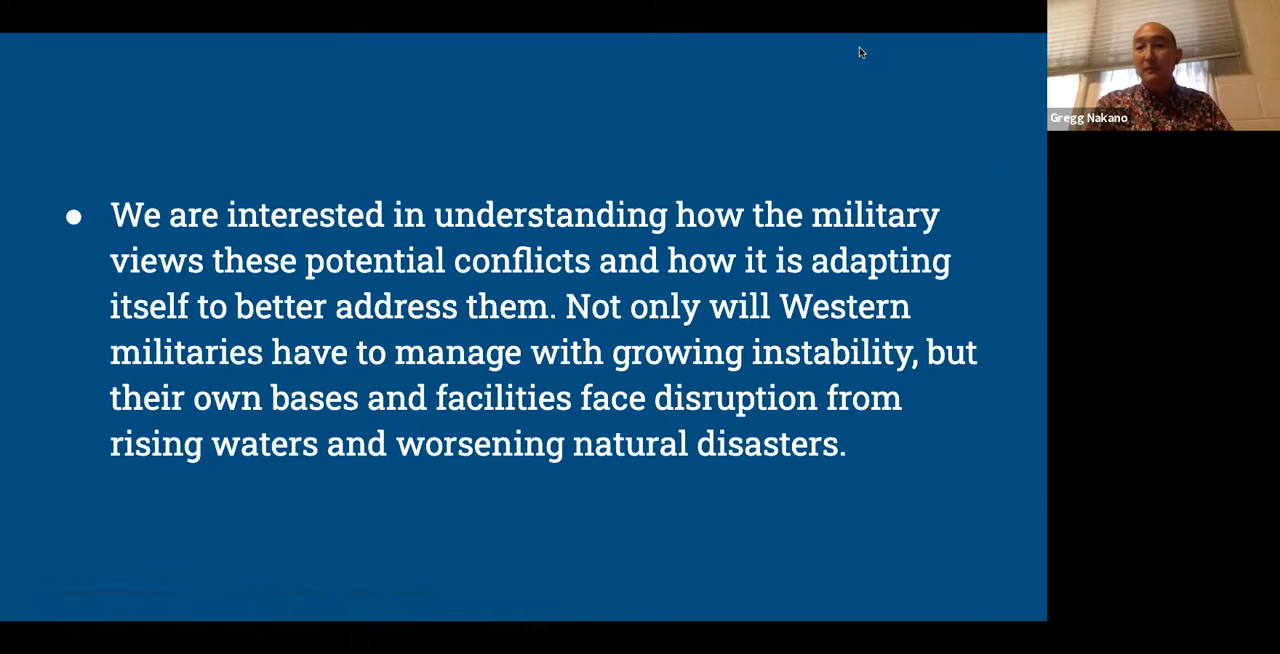 ● We are interested in understanding how the military
views these potential conflicts and how it is adapting
itself to better address them. Not only will Western
militaries have to manage with growing instability, but
their own bases and facilities face disruption from
rising waters and worsening natural disasters.
Gregg Nakano